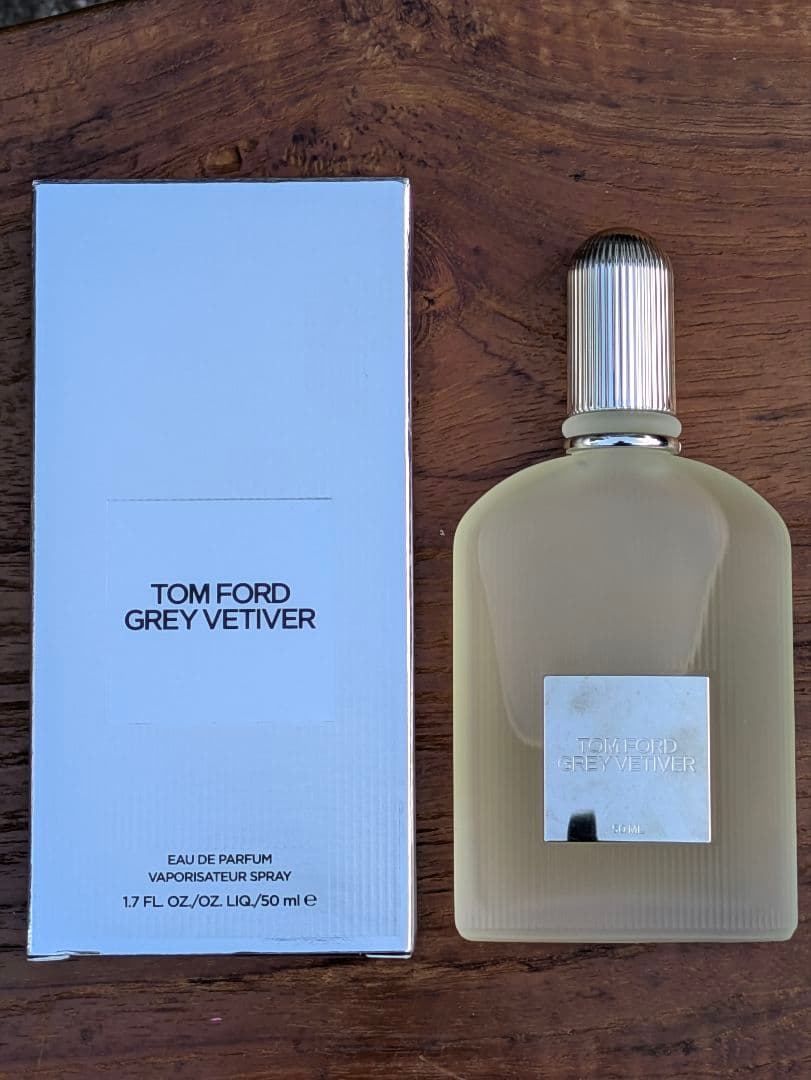 TOM FORD
GREY VETIVER
EAU DE PARFUM
VAPORISATEUR SPRAY
1.7 FL. OZ./OZ. LIQ./50 ml ℮
TOM FORD
GREY VETIVER
50 ML